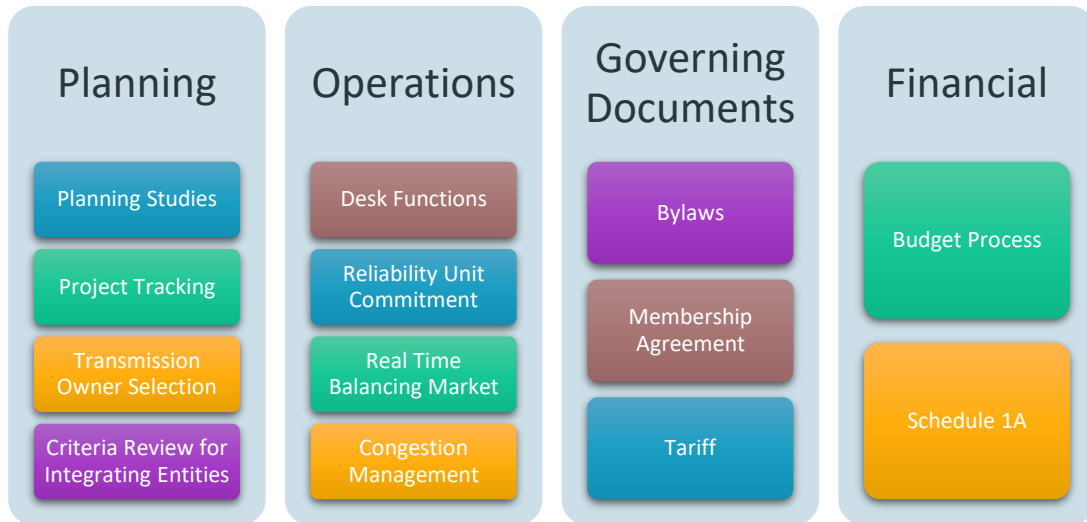 Planning
Planning Studies
Project Tracking
Transmission
Owner Selection
Criteria Review for
Integrating Entities
Operations
Desk Functions
Reliability Unit
Commitment
Real Time
Balancing Market
Congestion
Management
Governing
Documents
Bylaws
Membership
Agreement
Tariff
Financial
Budget Process
Schedule 1A